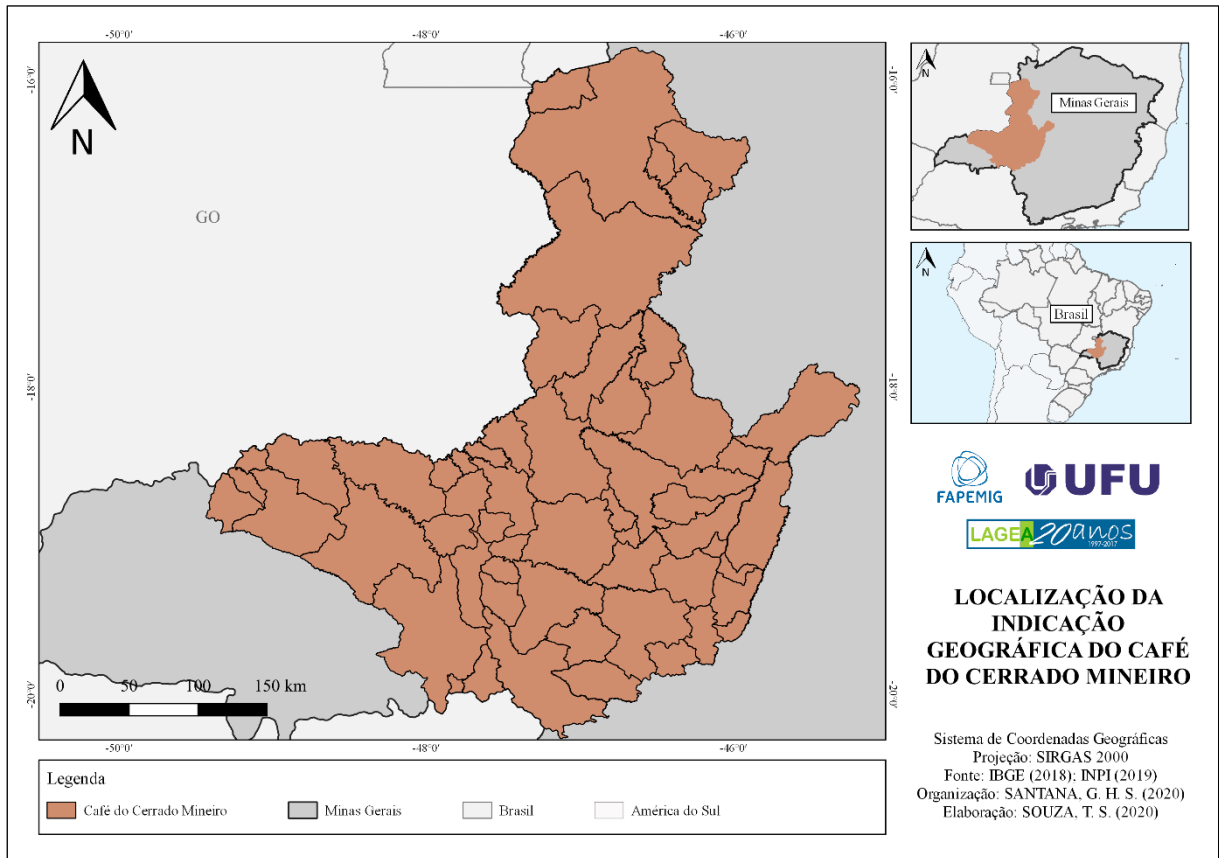 -50°0'
-48°0'
-46°0'
-16°0'
-16°0'
N
GO
-18°0'
-18°0'
-20°0'
-20°0'
0 50 100 150 km
-50°0'
-48°0'
-46°0'
N
Minas Gerais
N
Brasil
FAPEMIG
UFU
LAGEA 20 anos
1997-2017
LOCALIZAÇÃO DA
INDICAÇÃO
GEOGRÁFICA DO CAFÉ
DO CERRADO MINEIRO
Sistema de Coordenadas Geográficas
Projeção: SIRGAS 2000
Fonte: IBGE (2018); INPI (2019)
Organização: SANTANA, G. H. S. (2020)
Elaboração: SOUZA, T. S. (2020)
Legenda
Café do Cerrado Mineiro
Minas Gerais
Brasil
América do Sul